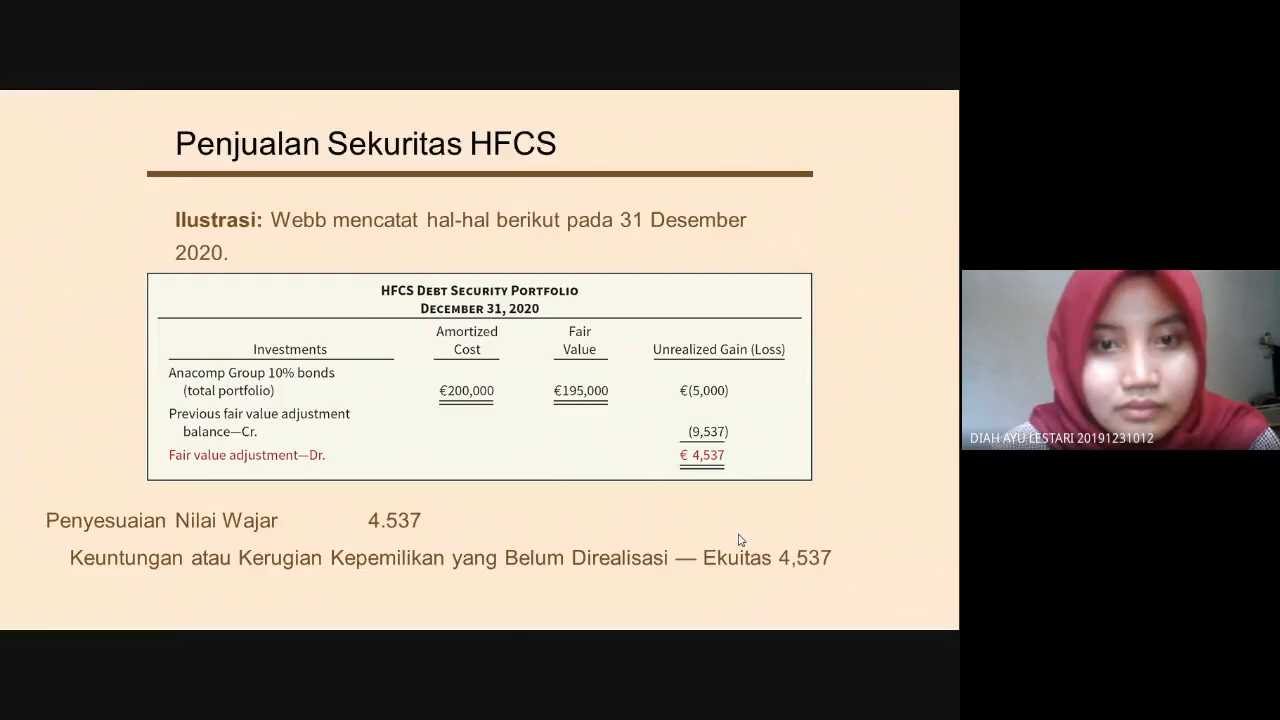 Penjualan Sekuritas HFCS
Ilustrasi: Webb mencatat hal-hal berikut pada 31 Desember
2020.
HFCS DEBT SECURITY PORTFOLIO
DECEMBER 31, 2020
Amortized Fair
Investments Cost Value Unrealized Gain (Loss)
Anacomp Group 10% bonds
(total portfolio) €200,000 €195,000 €(5,000)
Previous fair value adjustment
balance—Cr. (9,537)
Fair value adjustment—Dr. € 4,537
Penyesuaian Nilai Wajar 4.537
Keuntungan atau Kerugian Kepemilikan yang Belum Direalisasi — Ekuitas 4,537
DIAH AYU LESTARI 20191231012